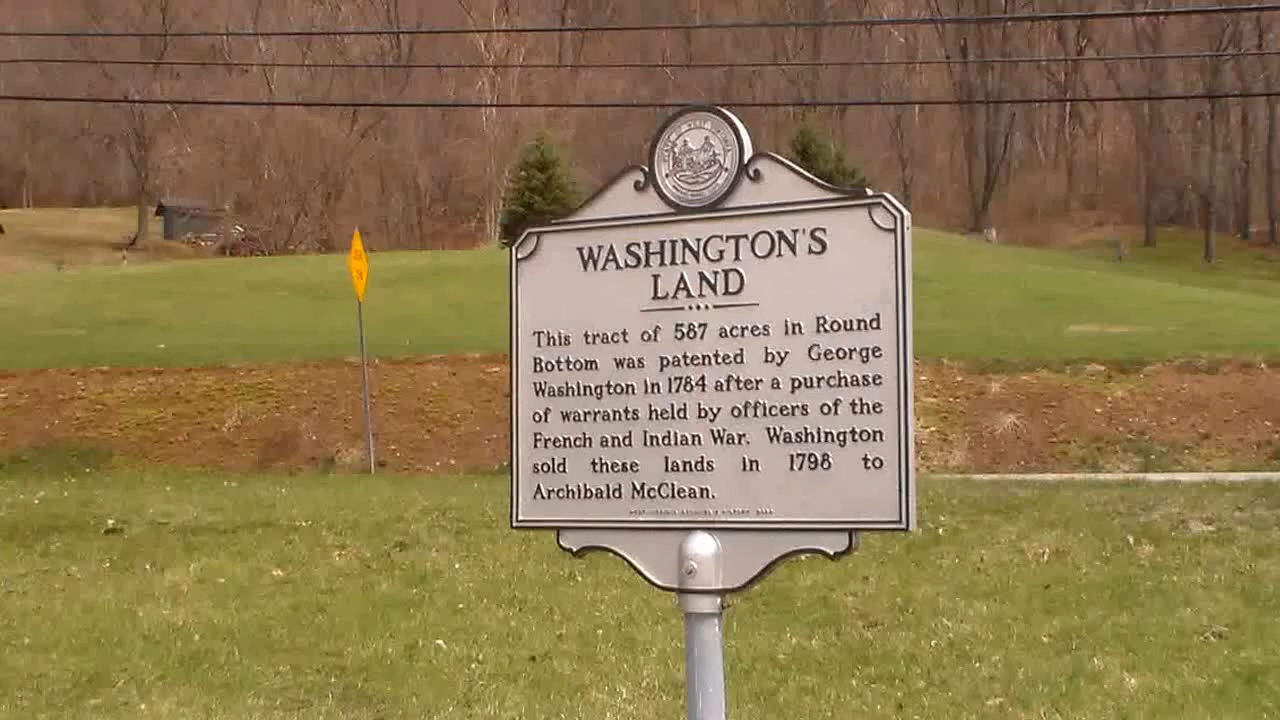 WASHINGTON'S
LAND
This tract of 587 acres in Round
Bottom was patented by George
Washington in 1784 after a purchase
of warrants held by officers of the
French and Indian War. Washington
sold these lands in 1798 to
Archibald McClean.